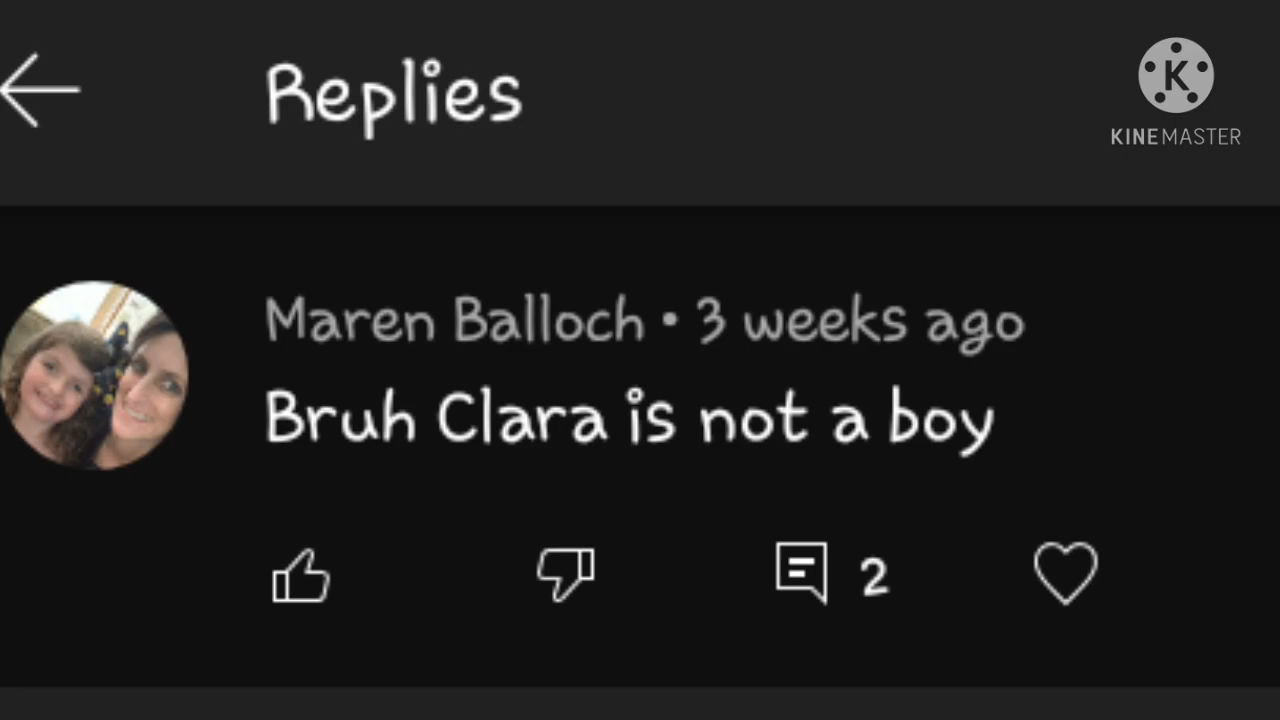 Replies
K
KINEMASTER
Maren Balloch • 3 weeks ago
Bruh Clara is not a boy
2